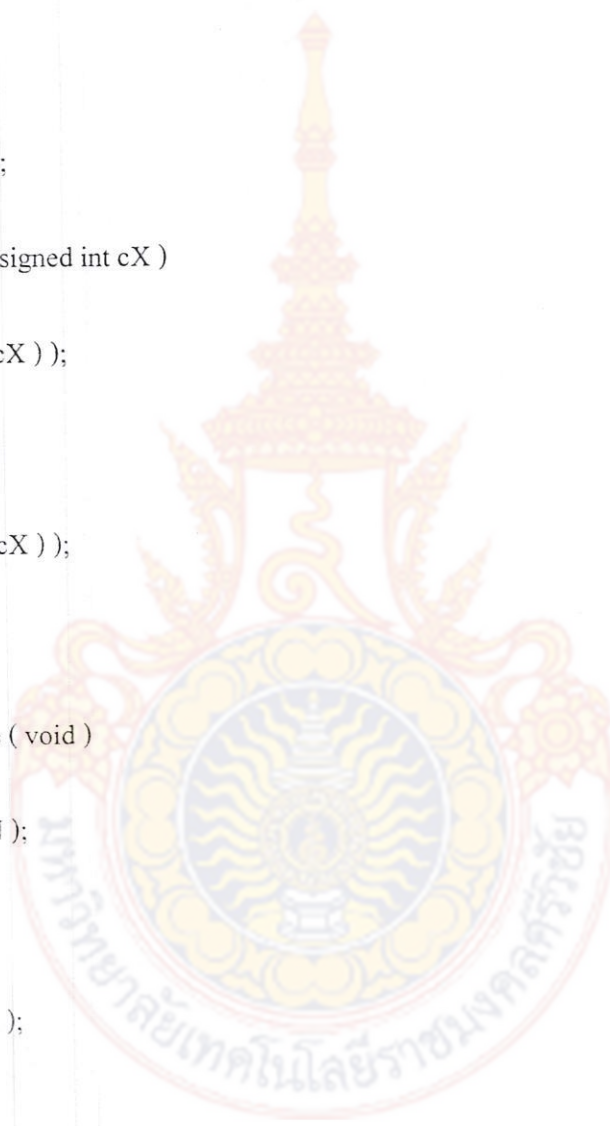 ;
signed int cX )
cX ) );
cX ) );
( void )
);
);
มหาวิทยาลัยเทคโนโลยีราชมงคลศรีวิชัย